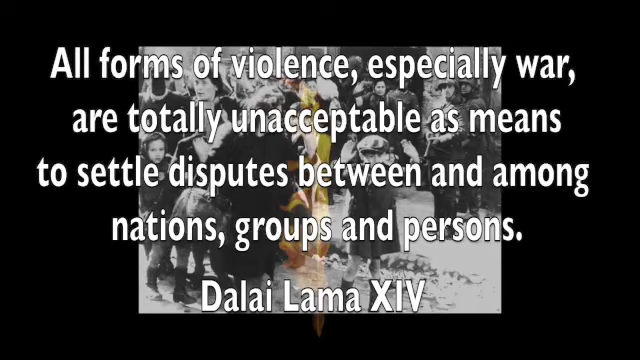 All forms of violence, especially war,
are totally unacceptable as means
to settle disputes between and among
nations, groups and persons.
Dalai Lama XIV